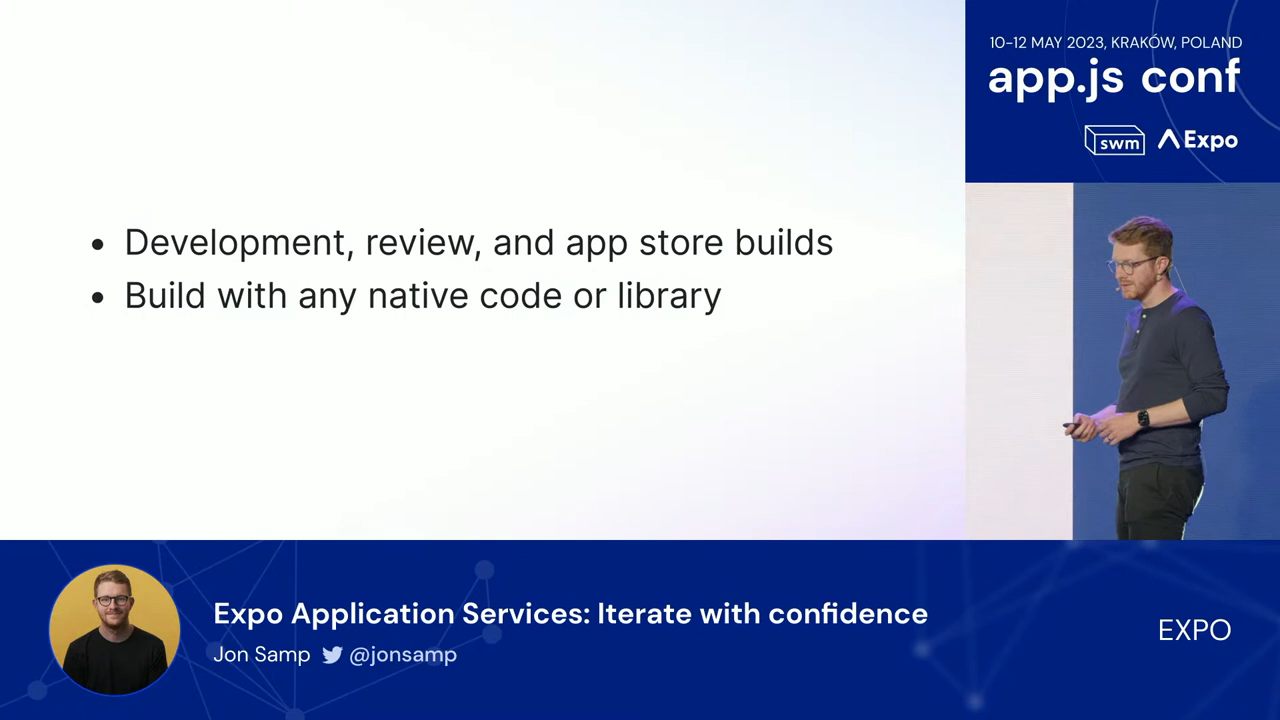 • Development, review, and app store builds
• Build with any native code or library
10-12 MAY 2023, KRAKÓW, POLAND
app.js conf
swm
Expo
Expo Application Services: Iterate with confidence
Jon Samp @jonsamp
EXPO